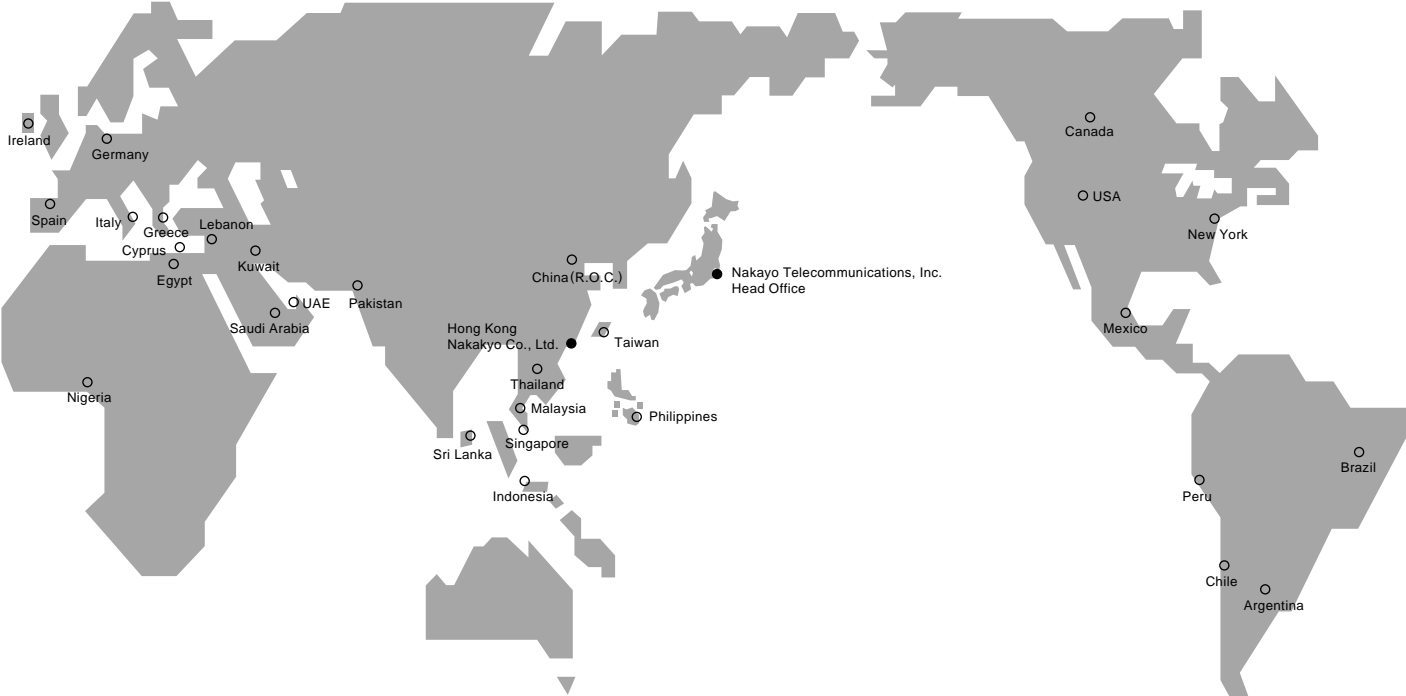 Ireland
Germany
Canada
Spain
Italy
Greece
Lebanon
USA
New York
Cyprus
Egypt
Kuwait
China (R.O.C.)
Nakayo Telecommunications, Inc.
Head Office
UAE
Pakistan
Saudi Arabia
Mexico
Hong Kong
Nakakyo Co., Ltd.
Taiwan
Nigeria
Thailand
Malaysia
Philippines
Sri Lanka
Singapore
Brazil
Indonesia
Peru
Chile
Argentina